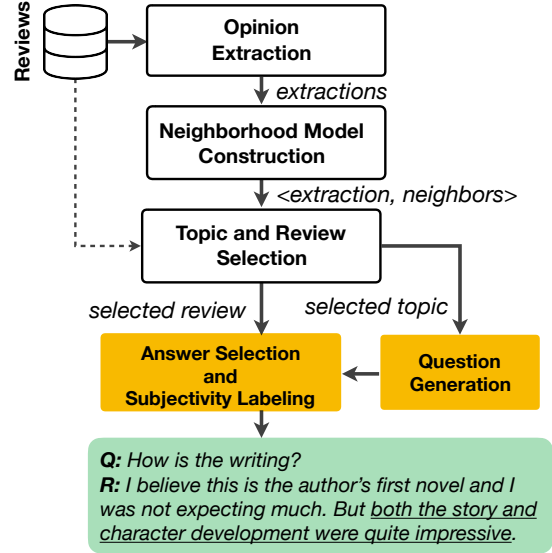 Reviews
Opinion
Extraction
extractions
Neighborhood Model
Construction
<extraction, neighbors>
Topic and Review
Selection
selected review
selected topic
Answer Selection
and
Subjectivity Labeling
Question
Generation
Q: How is the writing?
R: I believe this is the author's first novel and I
was not expecting much. But both the story and
character development were quite impressive.